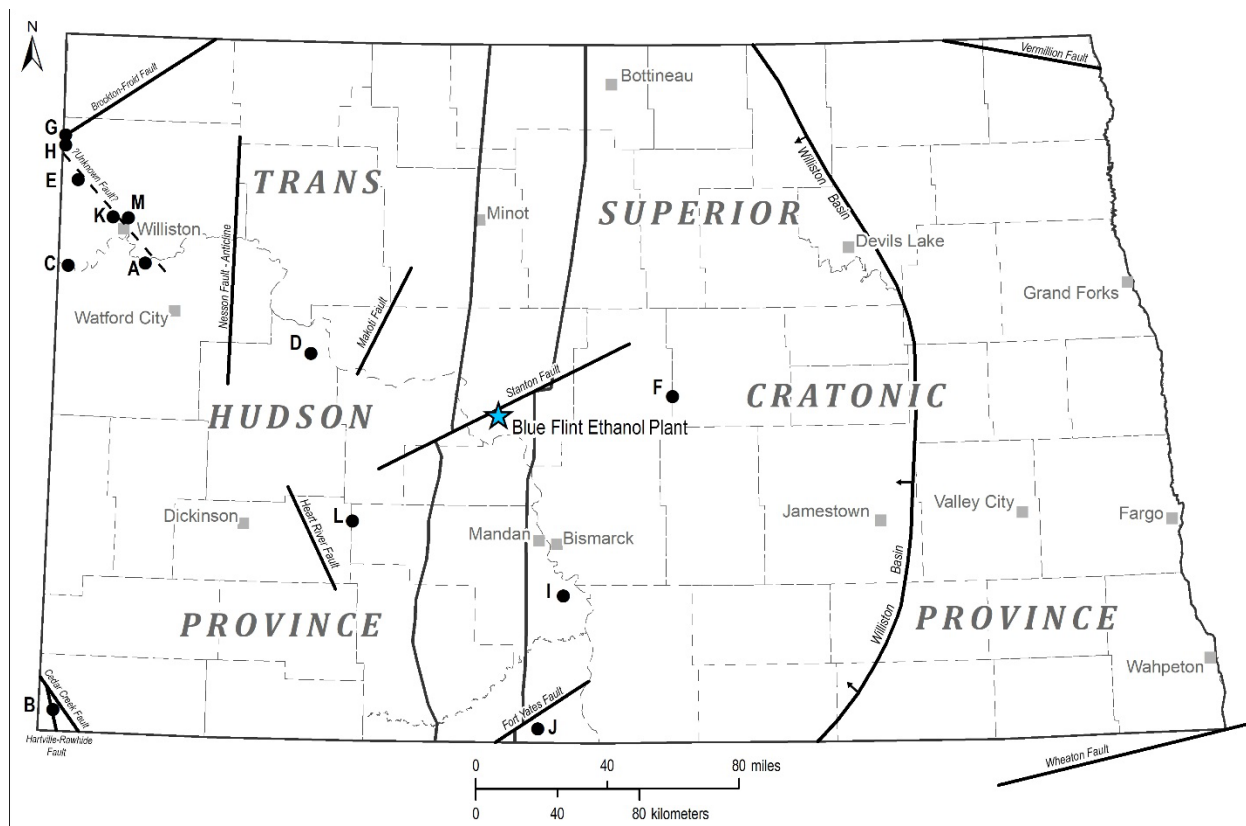 N
Brockton-Froid Fault
Vermillion Fault
Bottineau
G
H
?Unknown Fault?
E
K
M
Williston
C
A
Watford City
TRANS
Nesson Fault - Anticline
Minot
SUPERIOR
Williston
Basin
Devils Lake
Grand Forks
D
Makoti Fault
HUDSON
Stanton Fault
Blue Flint Ethanol Plant
F
CRATONIC
Dickinson
Heart River Fault
L
Mandan
Bismarck
Jamestown
Valley City
Fargo
I
PROVINCE
Williston
Basin
PROVINCE
Wahpeton
B
Cedar Creek Fault
Hartville-Rawhide
Fault
Fort Yates Fault
J
Wheaton Fault
0
40
80 miles
0
40
80 kilometers